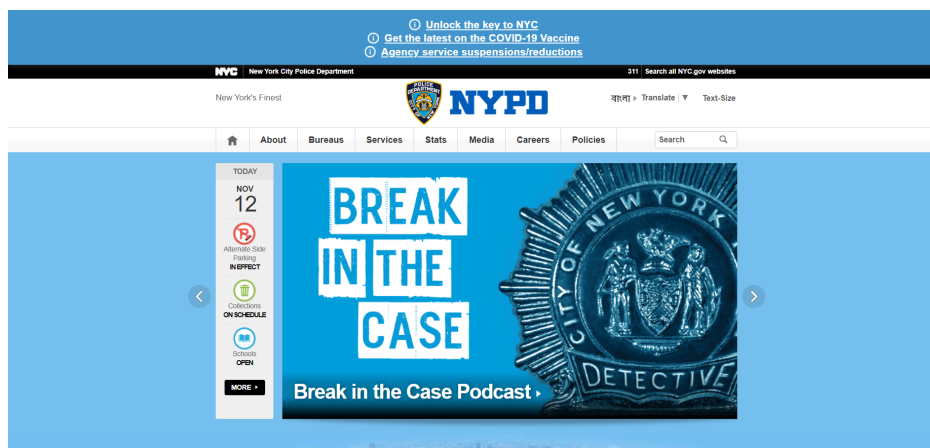 Unlock the key to NYC
Get the latest on the COVID-19 Vaccine
Agency service suspensions/reductions
NYC New York City Police Department 311 Search all NYC.gov websites
New York's Finest
POLICE
DEPARTMENT
NYPD
বাংলা Translate Text-Size
About Bureaus Services Stats Media Careers Policies Search
TODAY
NOV
12
Alternate Side
Parking
IN EFFECT
Collections
ON SCHEDULE
Schools
OPEN
MORE
BREAK
IN THE
CASE
Break in the Case Podcast
CITY OF NEW YORK
DETECTIVE